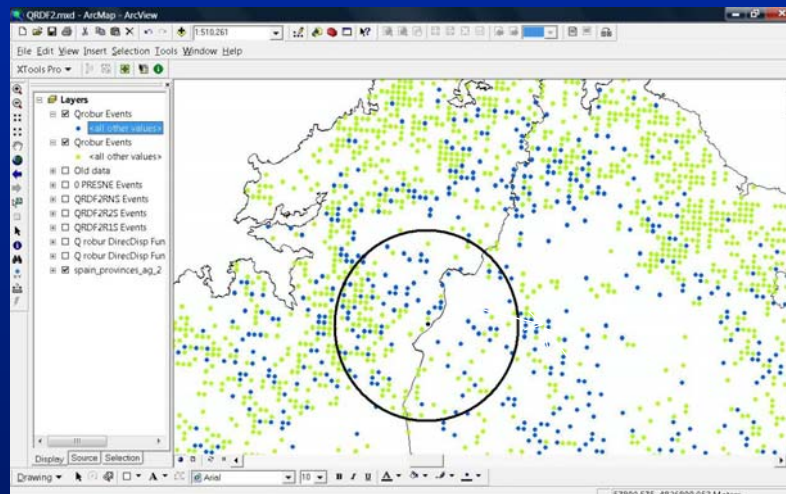 QRDF2.mxd - ArcMap - ArcView
1:510,261
File Edit View Insert Selection Tools Window Help
XTools Pro
Layers
Qrobur Events
<all other values>
Qrobur Events
<all other values>
Old data
0 PRESNE Events
QRDF2RNS Events
QRDF2R2S Events
QRDF2R1S Events
Q robur DirecDisp Fun
Q robur DirecDisp Fun
spain_provinces_ag_2
Display Source Selection
Drawing A Arial 10 B I U A